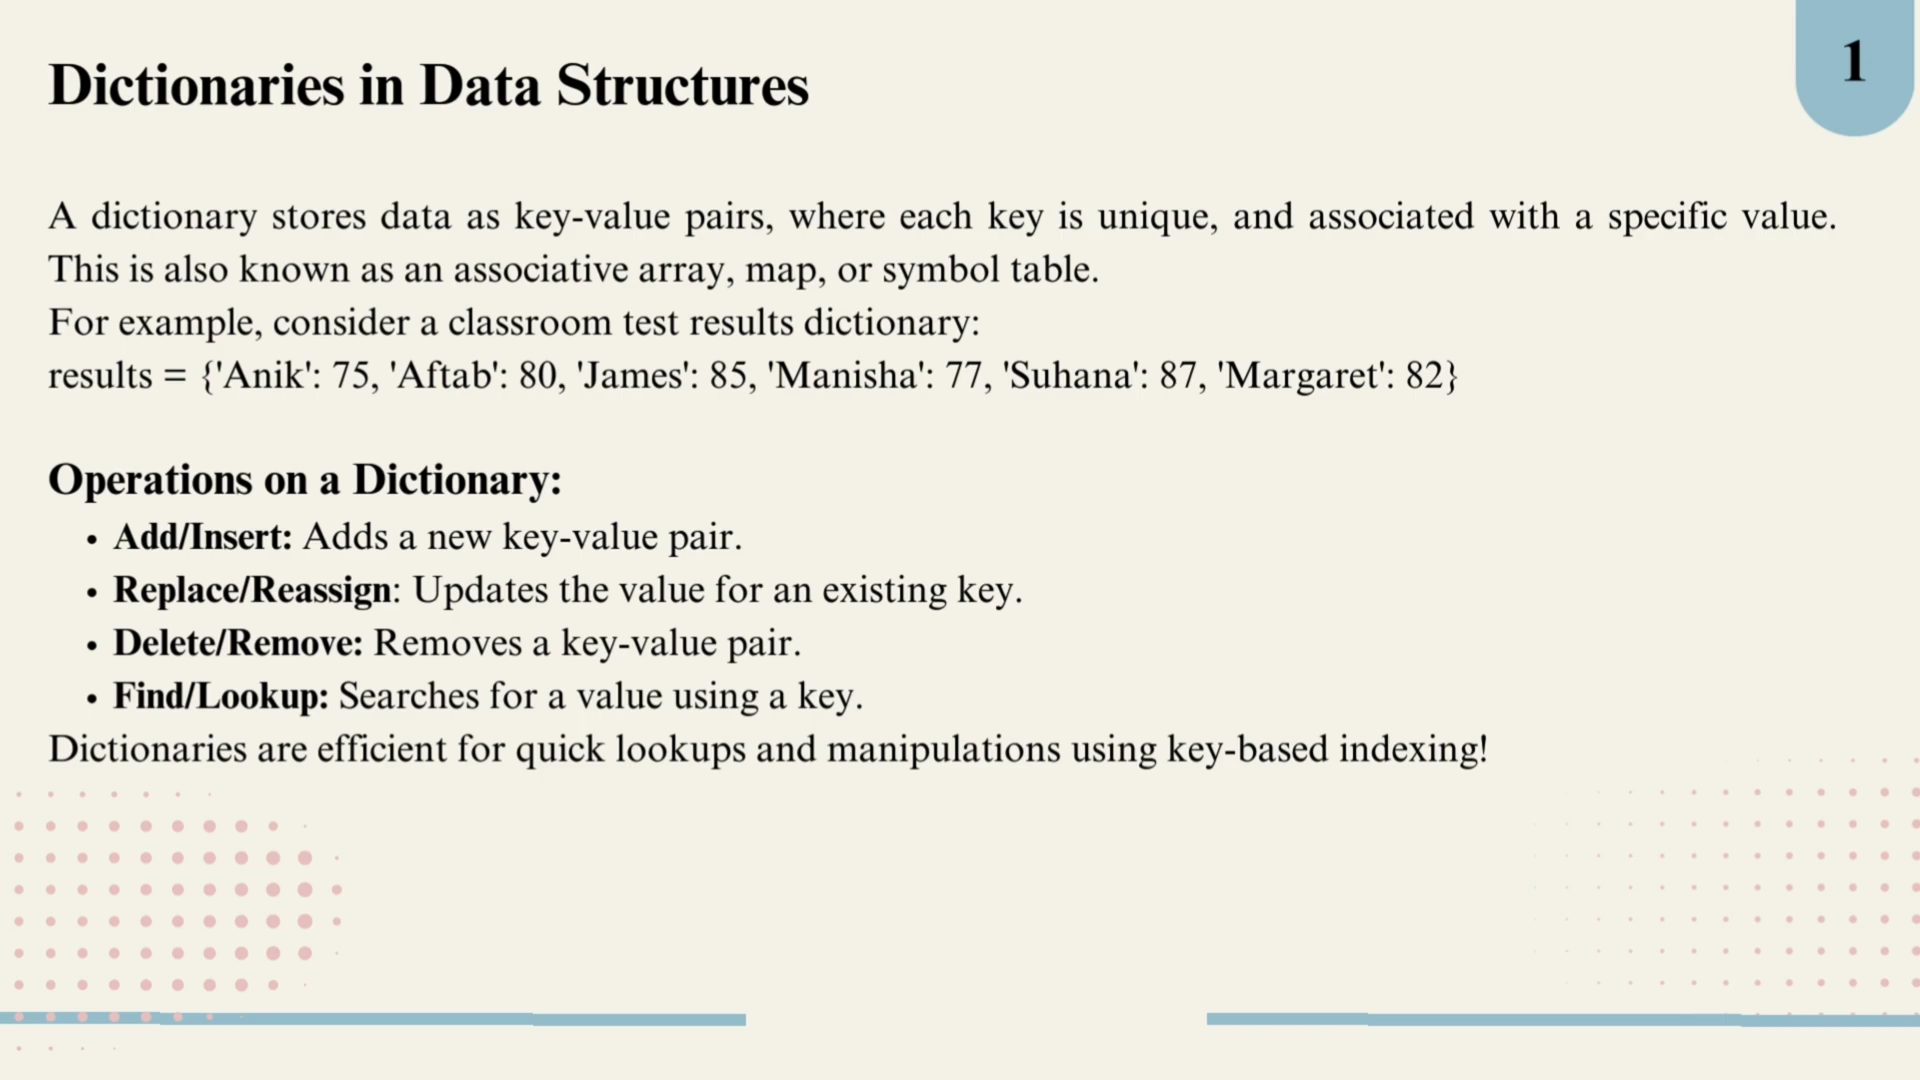 Dictionaries in Data Structures
1
A dictionary stores data as key-value pairs, where each key is unique, and associated with a specific value.
This is also known as an associative array, map, or symbol table.
For example, consider a classroom test results dictionary:
results = {'Anik': 75, 'Aftab': 80, 'James': 85, 'Manisha': 77, 'Suhana': 87, 'Margaret': 82}
Operations on a Dictionary:
• Add/Insert: Adds a new key-value pair.
• Replace/Reassign: Updates the value for an existing key.
• Delete/Remove: Removes a key-value pair.
• Find/Lookup: Searches for a value using a key.
Dictionaries are efficient for quick lookups and manipulations using key-based indexing!